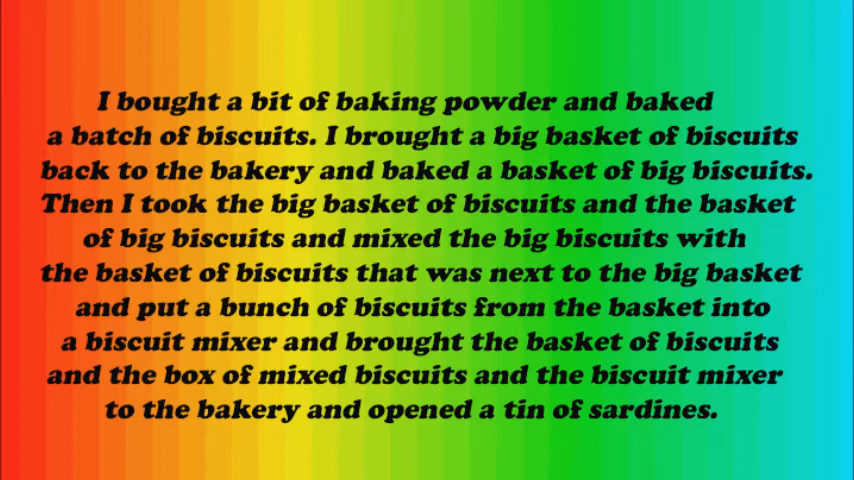 I bought a bit of baking powder and baked
a batch of biscuits. I brought a big basket of biscuits
back to the bakery and baked a basket of big biscuits.
Then I took the big basket of biscuits and the basket
of big biscuits and mixed the big biscuits with
the basket of biscuits that was next to the big basket
and put a bunch of biscuits from the basket into
a biscuit mixer and brought the basket of biscuits
and the box of mixed biscuits and the biscuit mixer
to the bakery and opened a tin of sardines.